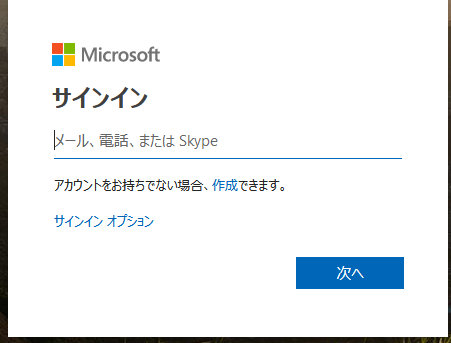 Microsoft
サインイン
メール、電話、または Skype
アカウントをお持ちでない場合、作成できます。
サインイン オプション
次へ